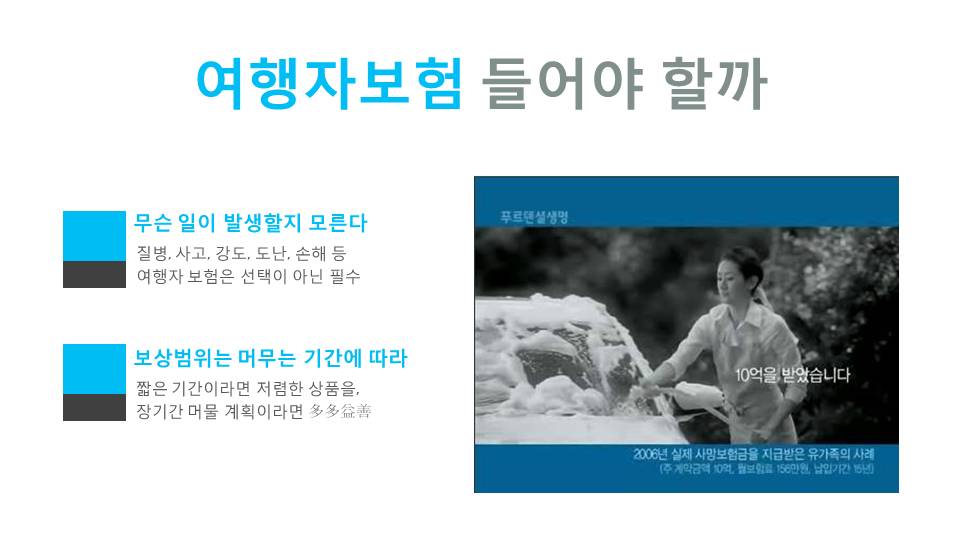 여행자보험 들어야 할까
무슨 일이 발생할지 모른다
질병, 사고, 강도, 도난, 손해 등
여행자 보험은 선택이 아닌 필수
보상범위는 머무는 기간에 따라
짧은 기간이라면 저렴한 상품을,
장기간 머물 계획이라면 多多益善
푸르덴셜생명
10억을 받았습니다
2006년 실제 사망보험금을 지급받은 유가족의 사례
(주 계약금액 10억, 월보험료 156만원, 납입기간 15년)